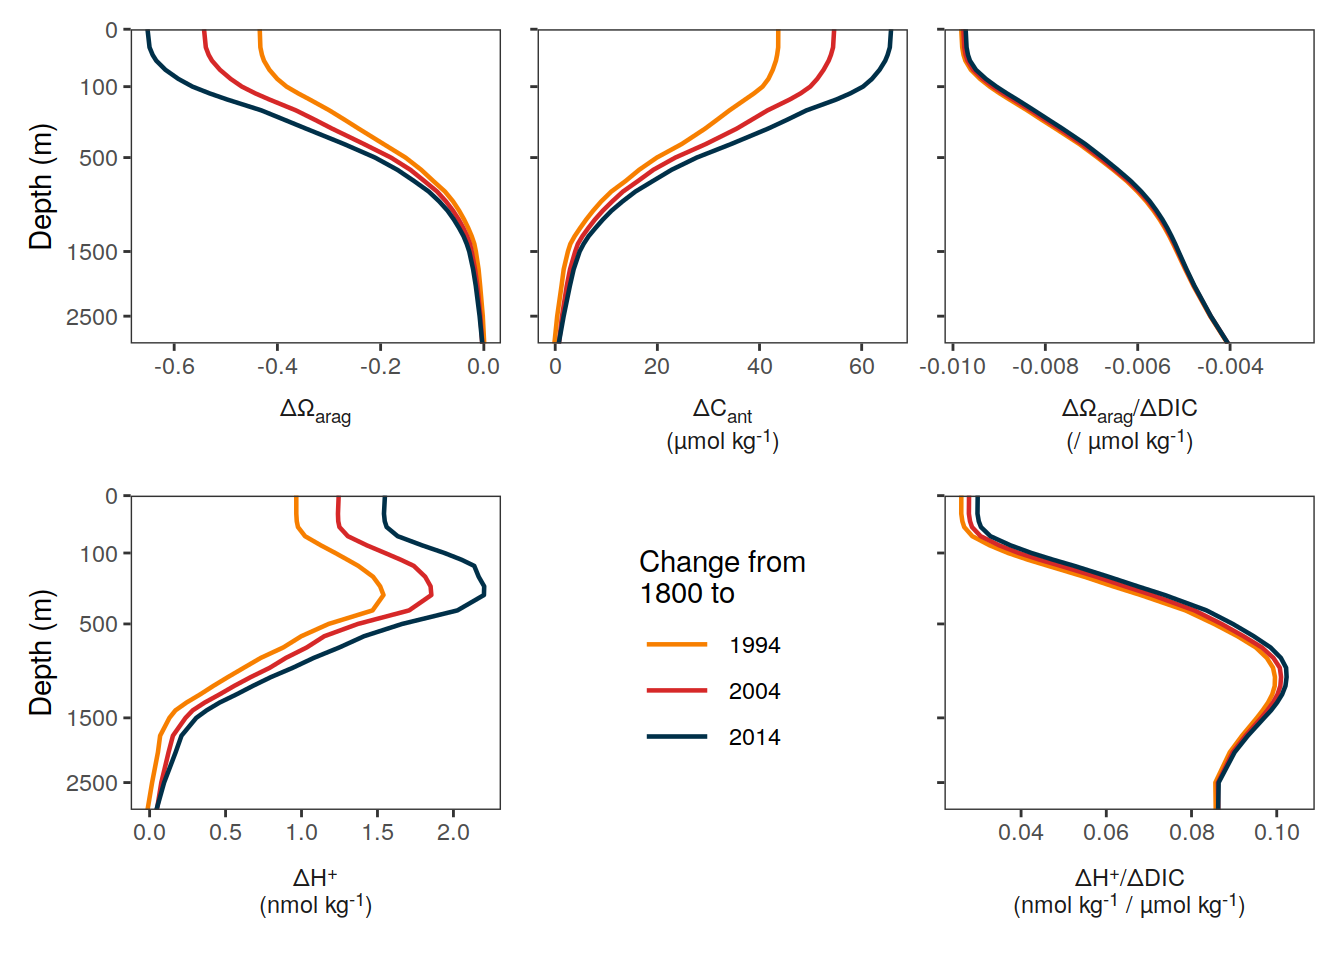 0
100
500
1500
2500
Depth (m)
-0.6 -0.4 -0.2 0.0
ΔΩarag
0 20 40 60
ΔCant
(µmol kg-1)
-0.010 -0.008 -0.006 -0.004
ΔΩarag/ΔDIC
(/ µmol kg-1)
0
100
500
1500
2500
Depth (m)
0.0 0.5 1.0 1.5 2.0
ΔH+
(nmol kg-1)
Change from
1800 to
1994
2004
2014
0.04 0.06 0.08 0.10
ΔH+/ΔDIC
(nmol kg-1 / µmol kg-1)